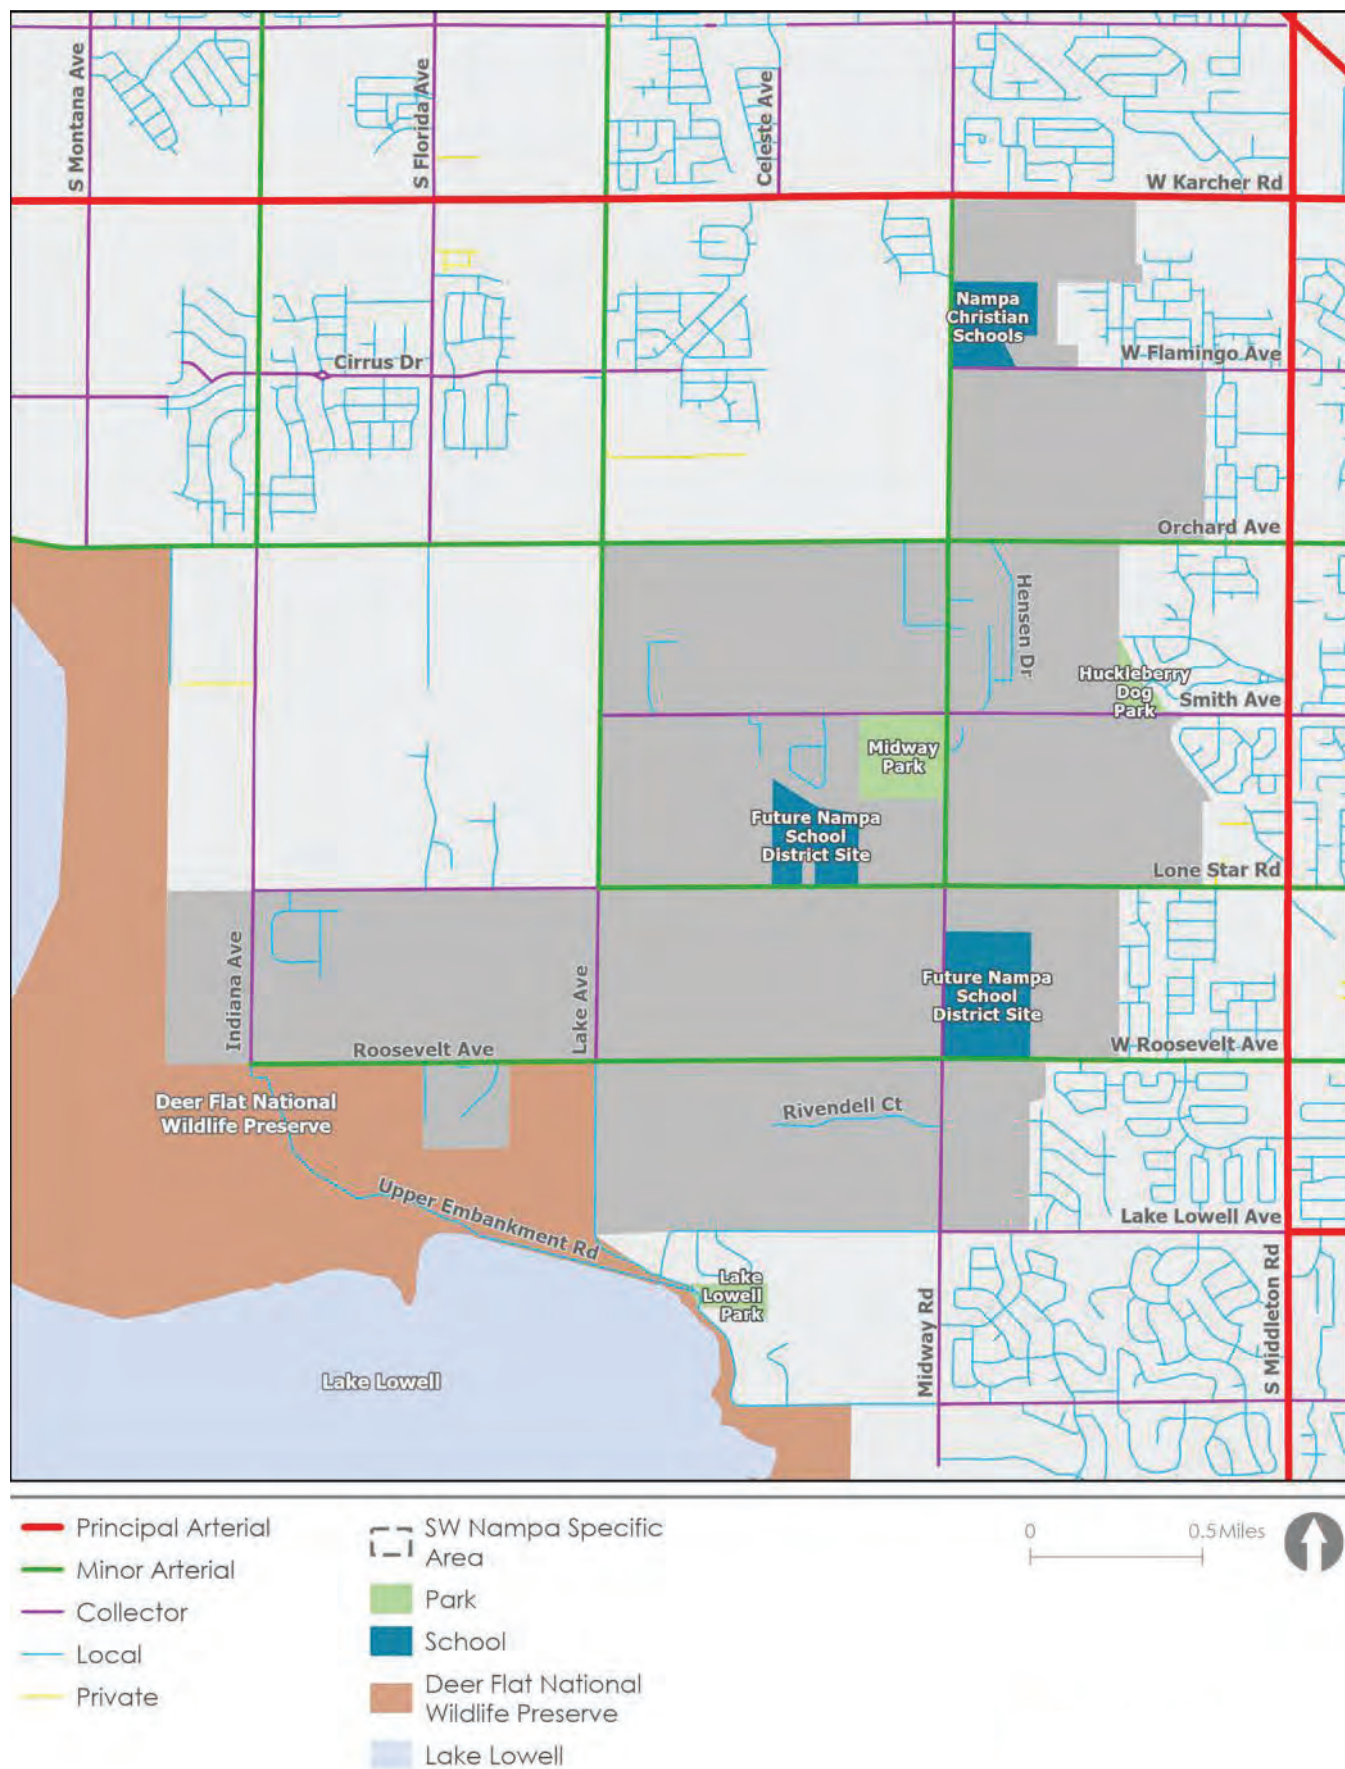 S Montana Ave
S Florida Ave
Celeste Ave
W Karcher Rd
Nampa
Christian
Schools
W Flamingo Ave
Cirrus Dr
Orchard Ave
Hensen Dr
Huckleberry
Dog
Park
Smith Ave
Midway
Park
Future Nampa
School
District Site
Lone Star Rd
Indiana Ave
Lake Ave
Future Nampa
School
District Site
Roosevelt Ave
W Roosevelt Ave
Deer Flat National
Wildlife Preserve
Rivendell Ct
Upper Embankment Rd
Lake Lowell Ave
Lake
Lowell
Park
Midway Rd
S Middleton Rd
Lake Lowell
Principal Arterial
Minor Arterial
Collector
Local
Private
SW Nampa Specific
Area
Park
School
Deer Flat National
Wildlife Preserve
Lake Lowell
0 0.5 Miles